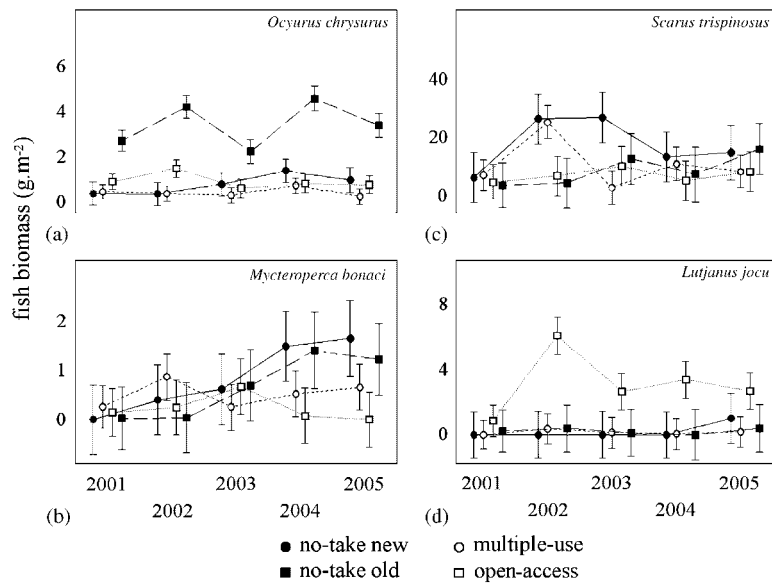 Ocyurus chrysurus
6
4
2
0
(a)
Scarus trispinosus
40
20
0
(c)
fish biomass (g.m-2)
Mycteroperca bonaci
2
1
0
2001 2003 2005
(b) 2002 2004
Lutjanus jocu
8
4
0
2001 2003 2005
(d) 2002 2004
● no-take new
■ no-take old
○ multiple-use
□ open-access